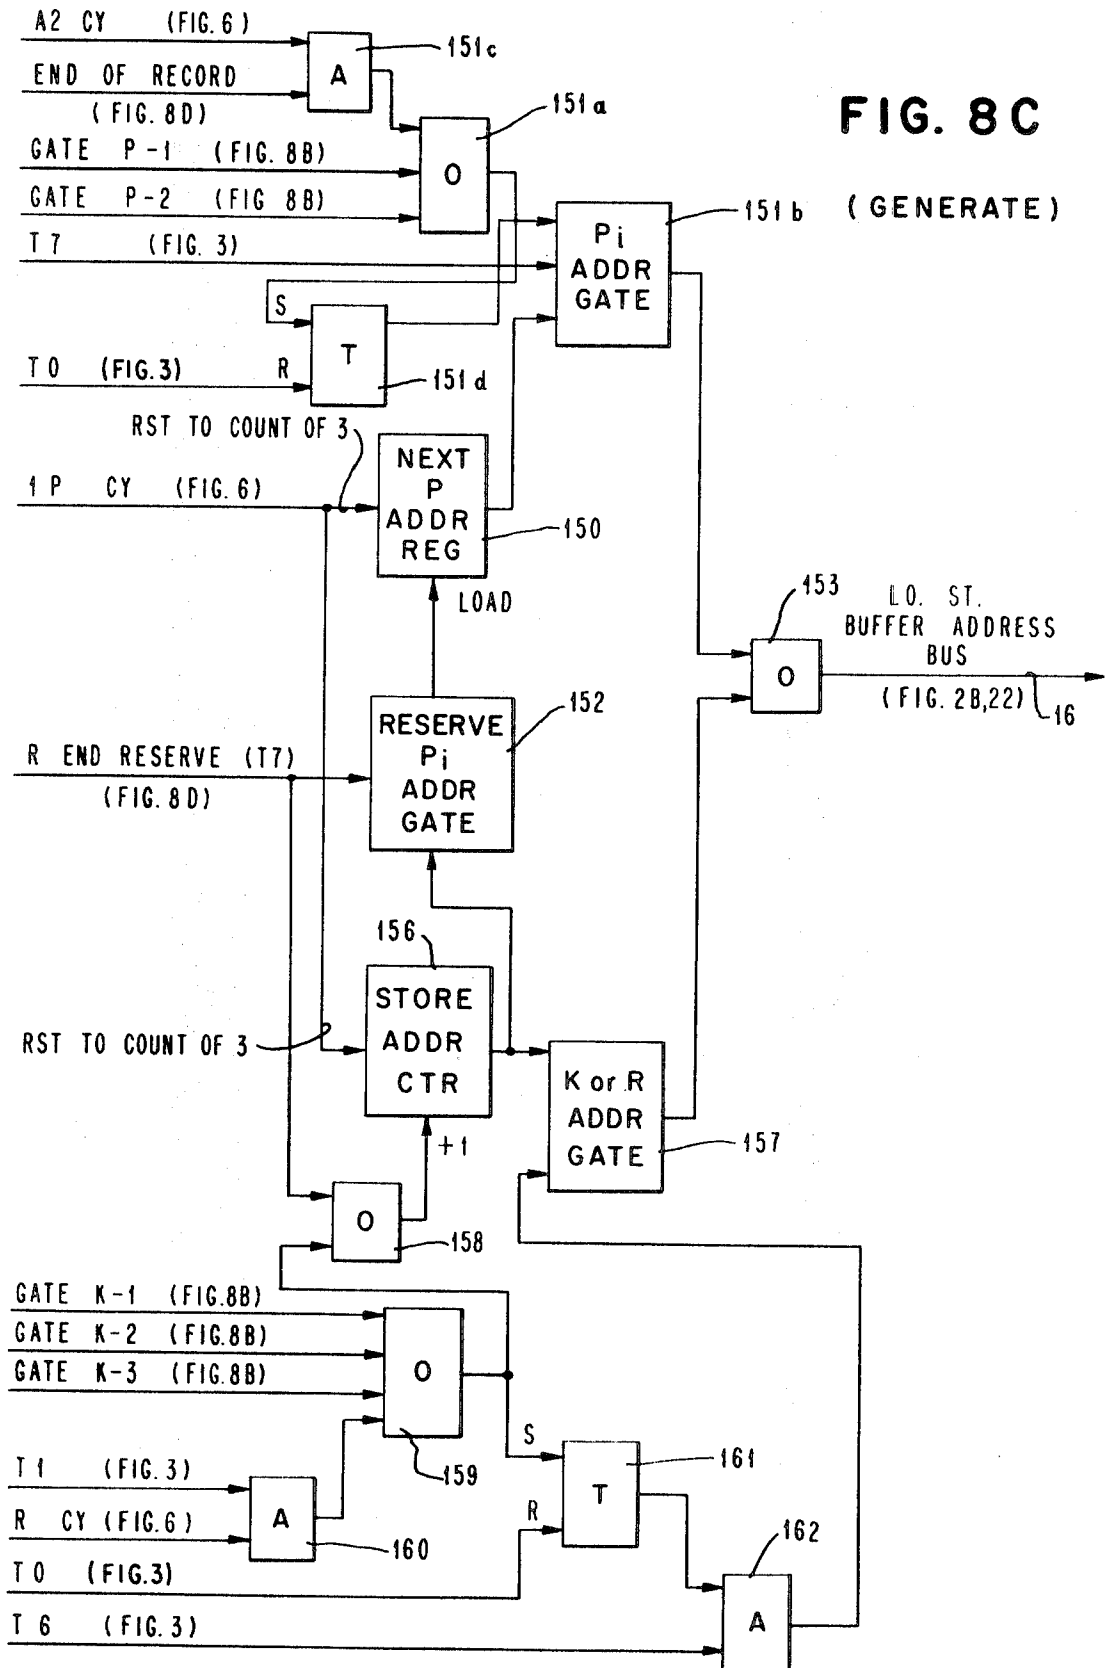 A2 CY (FIG. 6)
151c
A
END OF RECORD
(FIG. 8D)
151a
FIG. 8C
GATE P-1 (FIG. 8B)
O
GATE P-2 (FIG 8B)
151b
(GENERATE)
T7 (FIG. 3)
Pi
ADDR
GATE
S
T
T0 (FIG.3)
R
151d
RST TO COUNT OF 3
1P CY (FIG. 6)
NEXT
P
ADDR
REG
150
LOAD
153
LO. ST.
BUFFER ADDRESS
BUS
O
(FIG. 2B,22)
16
152
RESERVE
Pi
ADDR
GATE
R END RESERVE (T7)
(FIG. 8D)
156
STORE
ADDR
CTR
RST TO COUNT OF 3
K or R
ADDR
GATE
157
+1
O
158
GATE K-1 (FIG.8B)
GATE K-2 (FIG.8B)
GATE K-3 (FIG.8B)
O
159
S
161
T1 (FIG.3)
T
R CY (FIG.6)
A
160
R
162
T0 (FIG.3)
A
T6 (FIG.3)